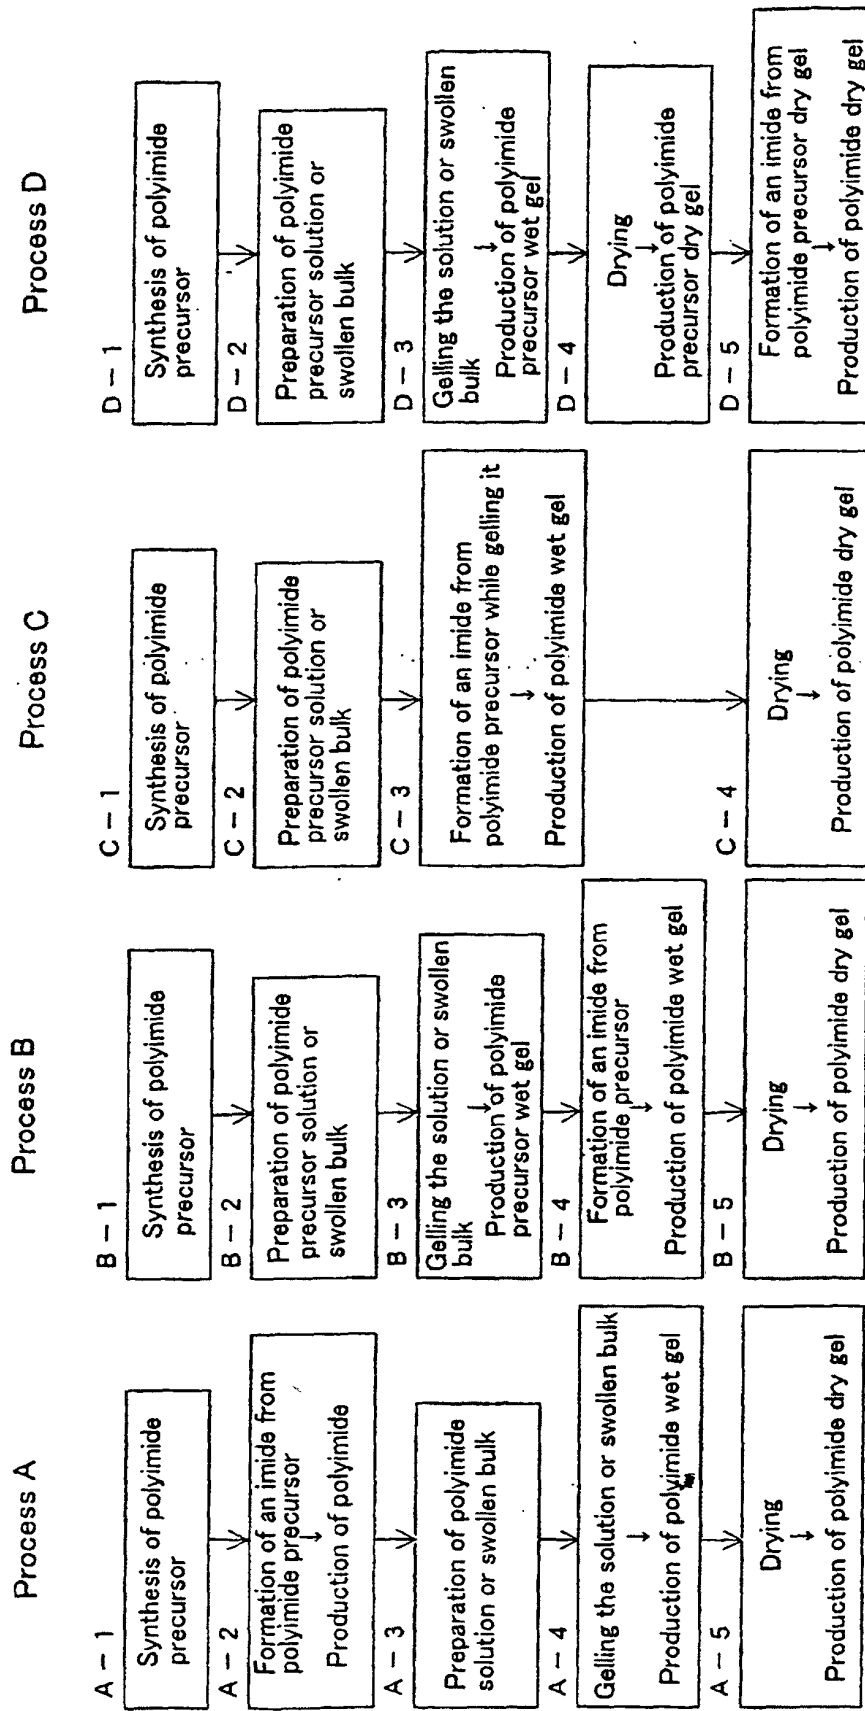 Process A
A – 1
Synthesis of polyimide
precursor
A – 2
Formation of an imide from
polyimide precursor
↓
Production of polyimide
A – 3
Preparation of polyimide
solution or swollen bulk
A – 4
Gelling the solution or swollen bulk
↓
Production of polyimide wet gel
A – 5
Drying
↓
Production of polyimide dry gel
Process B
B – 1
Synthesis of polyimide
precursor
B – 2
Preparation of polyimide
precursor solution or
swollen bulk
B – 3
Gelling the solution or swollen
bulk
↓
Production of polyimide
precursor wet gel
B – 4
Formation of an imide from
polyimide precursor
↓
Production of polyimide wet gel
B – 5
Drying
↓
Production of polyimide dry gel
Process C
C – 1
Synthesis of polyimide
precursor
C – 2
Preparation of polyimide
precursor solution or
swollen bulk
C – 3
Formation of an imide from
polyimide precursor while gelling it
↓
Production of polyimide wet gel
C – 4
Drying
↓
Production of polyimide dry gel
Process D
D – 1
Synthesis of polyimide
precursor
D – 2
Preparation of polyimide
precursor solution or
swollen bulk
D – 3
Gelling the solution or swollen
bulk
↓
Production of polyimide
precursor wet gel
D – 4
Drying
↓
Production of polyimide
precursor dry gel
D – 5
Formation of an imide from
polyimide precursor dry gel
↓
Production of polyimide dry gel